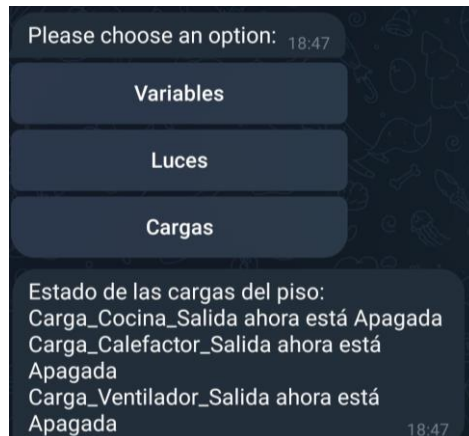 Please choose an option: 18:47
Variables
Luces
Cargas
Estado de las cargas del piso:
Carga_Cocina_Salida ahora está Apagada
Carga_Calefactor_Salida ahora está
Apagada
Carga_Ventilador_Salida ahora está
Apagada 18:47